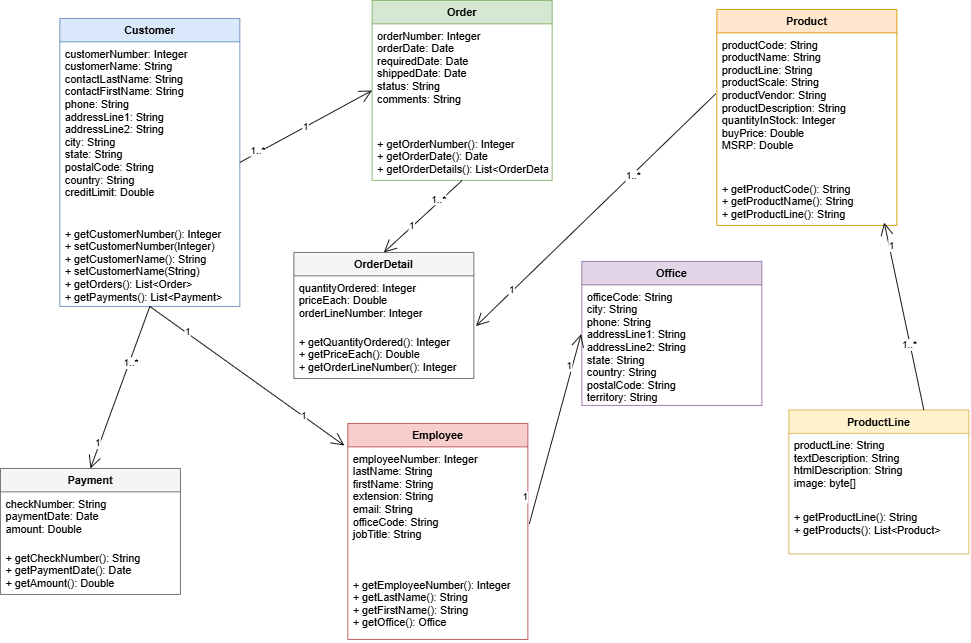 Customer
customerNumber: Integer
customerName: String
contactLastName: String
contactFirstName: String
phone: String
addressLine1: String
addressLine2: String
city: String
state: String
postalCode: String
country: String
creditLimit: Double
+ getCustomerNumber(): Integer
+ setCustomerNumber(Integer)
+ getCustomerName(): String
+ setCustomerName(String)
+ getOrders(): List<Order>
+ getPayments(): List<Payment>
1..*
1
Order
orderNumber: Integer
orderDate: Date
requiredDate: Date
shippedDate: Date
status: String
comments: String
+ getOrderNumber(): Integer
+ getOrderDate(): Date
+ getOrderDetails(): List<OrderDeta
1..*
1
Product
productCode: String
productName: String
productLine: String
productScale: String
productVendor: String
productDescription: String
quantityInStock: Integer
buyPrice: Double
MSRP: Double
+ getProductCode(): String
+ getProductName(): String
+ getProductLine(): String
1..*
1
OrderDetail
quantityOrdered: Integer
priceEach: Double
orderLineNumber: Integer
+ getQuantityOrdered(): Integer
+ getPriceEach(): Double
+ getOrderLineNumber(): Integer
Office
officeCode: String
city: String
phone: String
addressLine1: String
addressLine2: String
state: String
country: String
postalCode: String
territory: String
1
1..*
1..*
1
1
1
Payment
checkNumber: String
paymentDate: Date
amount: Double
+ getCheckNumber(): String
+ getPaymentDate(): Date
+ getAmount(): Double
Employee
employeeNumber: Integer
lastName: String
firstName: String
extension: String
email: String
officeCode: String
jobTitle: String
+ getEmployeeNumber(): Integer
+ getLastName(): String
+ getFirstName(): String
+ getOffice(): Office
1
1
ProductLine
productLine: String
textDescription: String
htmlDescription: String
image: byte[]
+ getProductLine(): String
+ getProducts(): List<Product>